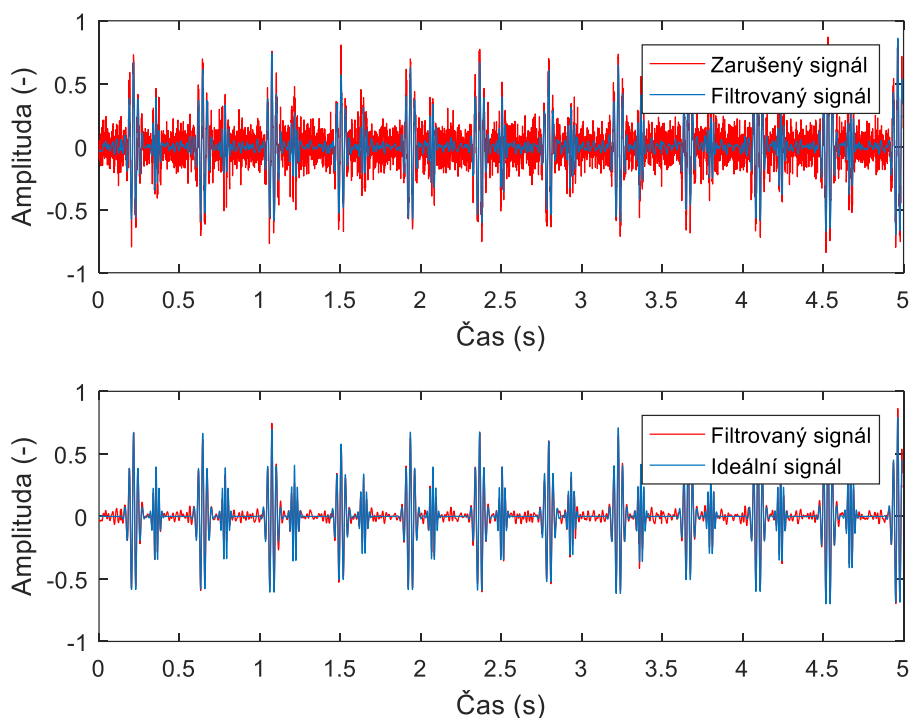 1
0.5
0
-0.5
-1
Amplituda (-)
Zarušený signál
Filtrovaný signál
0 0.5 1 1.5 2 2.5 3 3.5 4 4.5 5
Čas (s)
1
0.5
0
-0.5
-1
Amplituda (-)
Filtrovaný signál
Ideální signál
0 0.5 1 1.5 2 2.5 3 3.5 4 4.5 5
Čas (s)